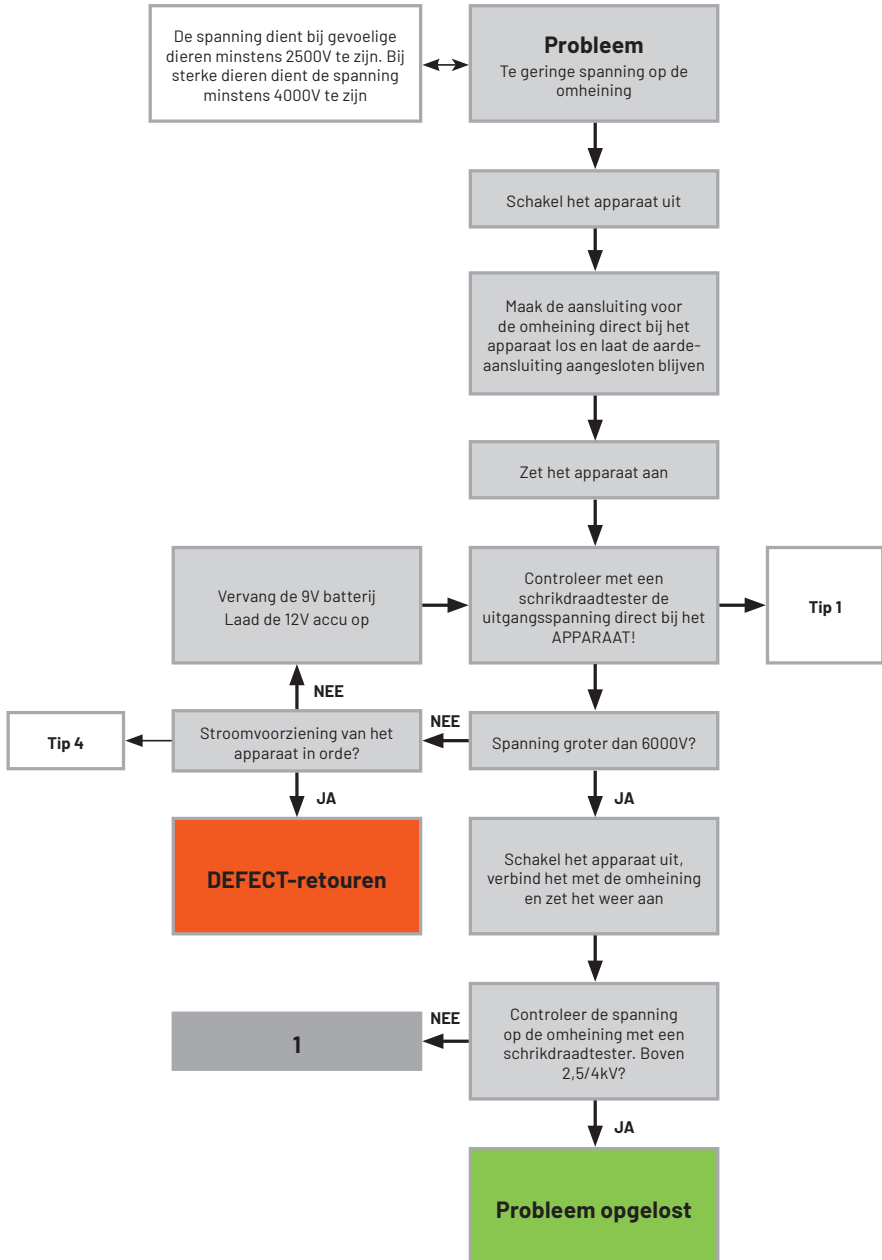 De spanning dient bij gevoelige
dieren minstens 2500V te zijn. Bij
sterke dieren dient de spanning
minstens 4000V te zijn
Probleem
Te geringe spanning op de
omheining
Schakel het apparaat uit
Maak de aansluiting voor
de omheining direct bij het
apparaat los en laat de aarde-
aansluiting aangesloten blijven
Zet het apparaat aan
Vervang de 9V batterij
Laad de 12V accu op
Controleer met een
schrikdraadtester de
uitgangsspanning direct bij het
APPARAAT!
Tip 1
NEE
Tip 4
Stroomvoorziening van het
apparaat in orde?
NEE
Spanning groter dan 6000V?
JA
JA
DEFECT-retouren
Schakel het apparaat uit,
verbind het met de omheining
en zet het weer aan
1
NEE
Controleer de spanning
op de omheining met een
schrikdraadtester. Boven
2,5/4kV?
JA
Probleem opgelost